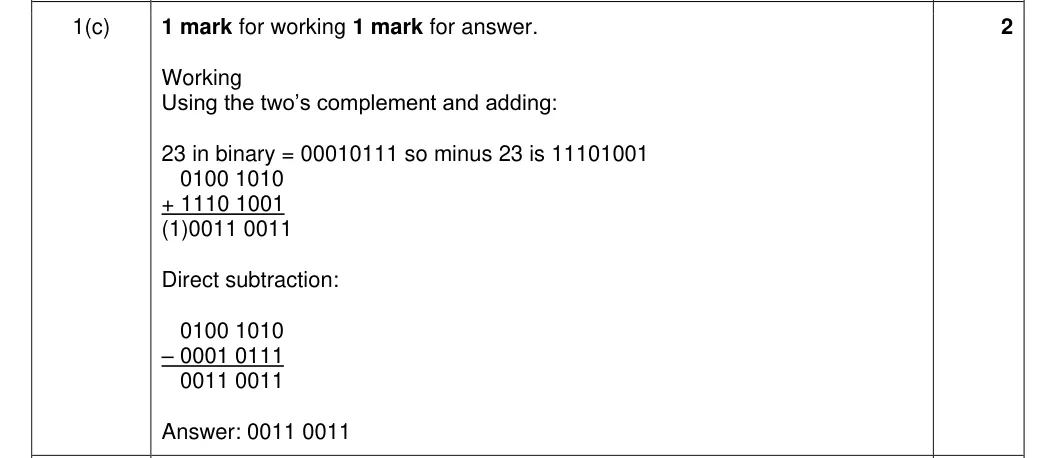 1(c) 1 mark for working 1 mark for answer. 2
Working
Using the two's complement and adding:
23 in binary = 00010111 so minus 23 is 11101001
0100 1010
+ 1110 1001
(1)0011 0011
Direct subtraction:
0100 1010
– 0001 0111
0011 0011
Answer: 0011 0011